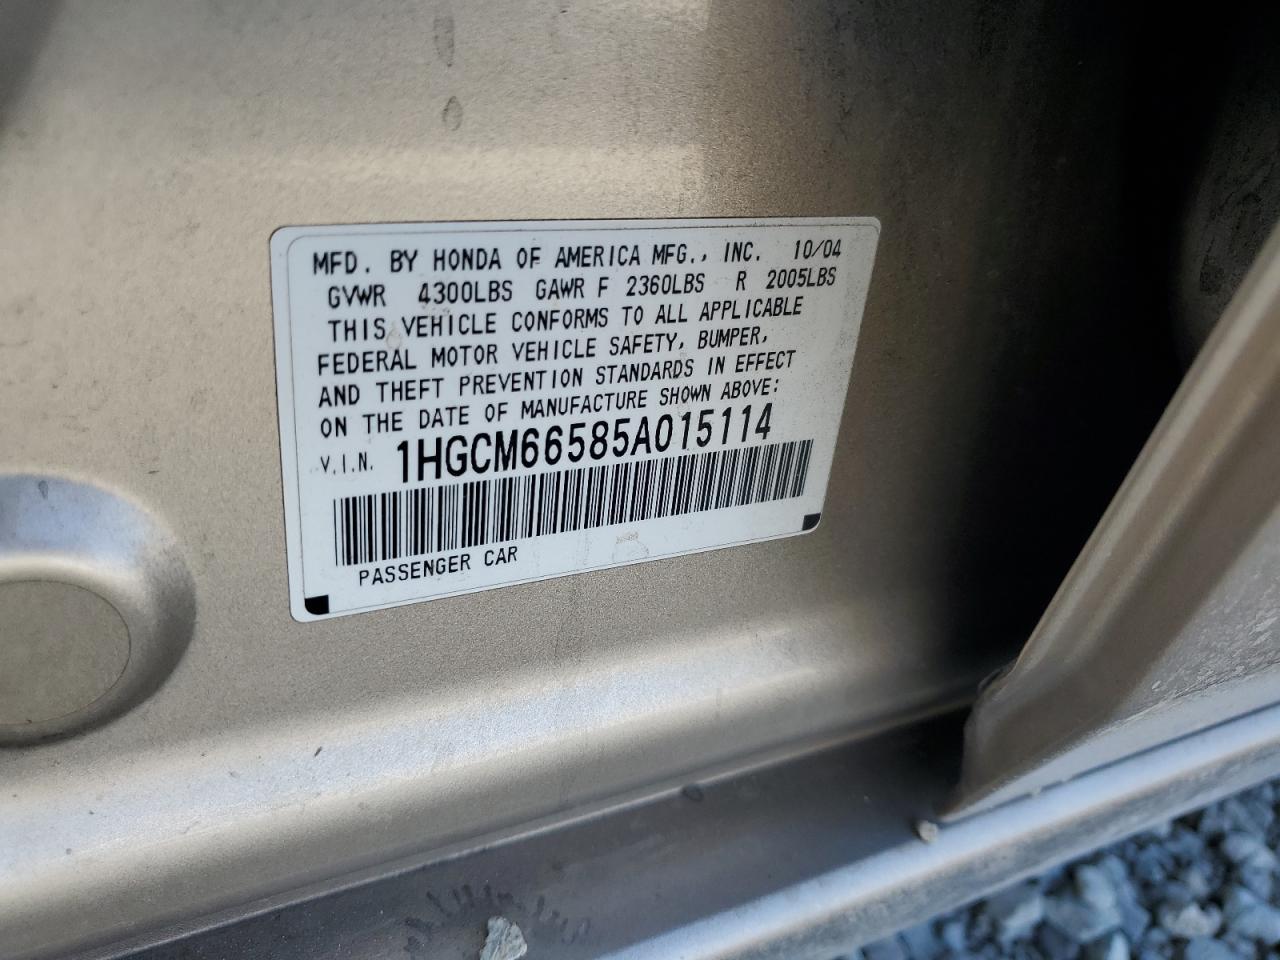 MFD. BY HONDA OF AMERICA MFG., INC. 10/04
GVWR 4300LBS GAWR F 2360LBS R 2005LBS
THIS VEHICLE CONFORMS TO ALL APPLICABLE
FEDERAL MOTOR VEHICLE SAFETY, BUMPER,
AND THEFT PREVENTION STANDARDS IN EFFECT
ON THE DATE OF MANUFACTURE SHOWN ABOVE:
V.I.N. 1HGCM66585A015114
PASSENGER CAR